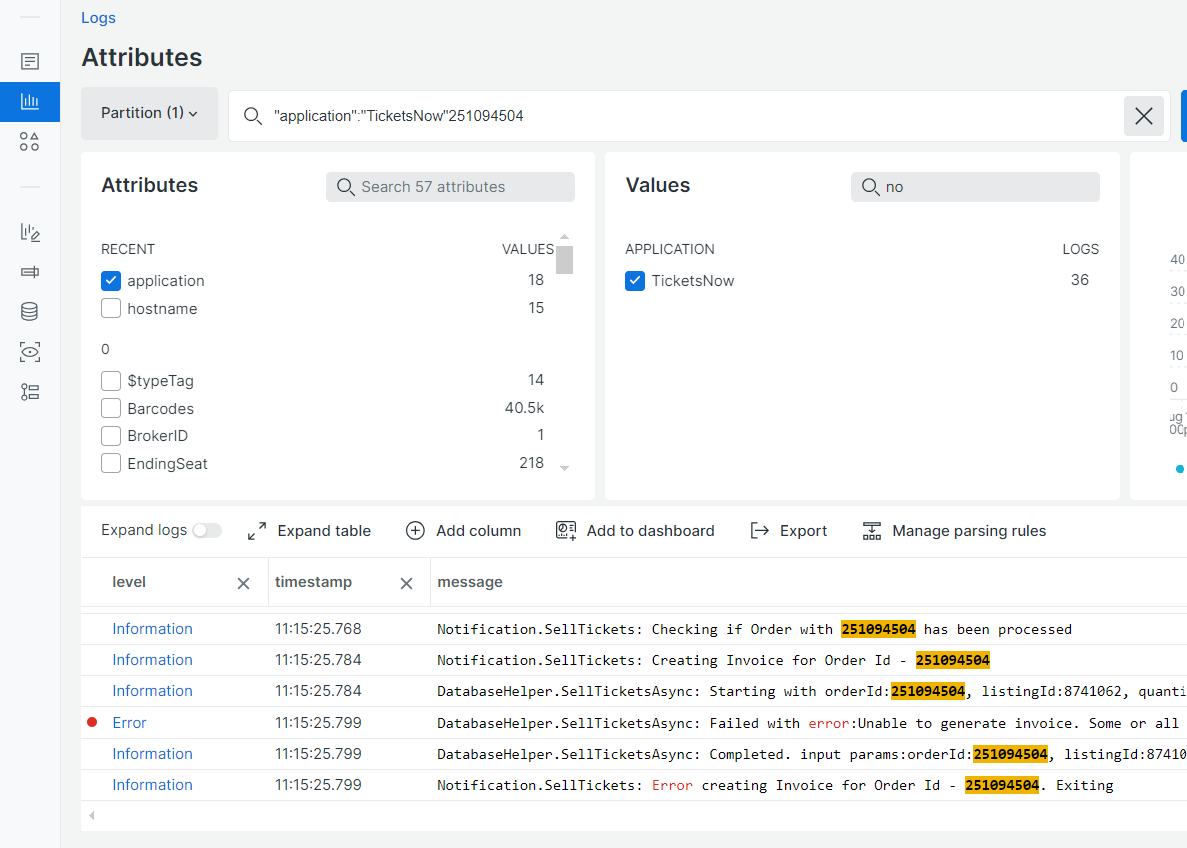 Logs
Attributes
Partition (1)
"application":"TicketsNow"251094504
Attributes
Search 57 attributes
RECENT VALUES
application 18
hostname 15
0
$typeTag 14
Barcodes 40.5k
BrokerID 1
EndingSeat 218
Values
no
APPLICATION LOGS
TicketsNow 36
40
30
20
10
0
Expand logs Expand table Add column Add to dashboard Export Manage parsing rules
level timestamp message
Information 11:15:25.768 Notification.SellTickets: Checking if Order with 251094504 has been processed
Information 11:15:25.784 Notification.SellTickets: Creating Invoice for Order Id - 251094504
Information 11:15:25.784 DatabaseHelper.SellTicketsAsync: Starting with orderId:251094504, listingId:8741062, quanti
Error 11:15:25.799 DatabaseHelper.SellTicketsAsync: Failed with error:Unable to generate invoice. Some or all
Information 11:15:25.799 DatabaseHelper.SellTicketsAsync: Completed. input params:orderId:251094504, listingId:87410
Information 11:15:25.799 Notification.SellTickets: Error creating Invoice for Order Id - 251094504. Exiting